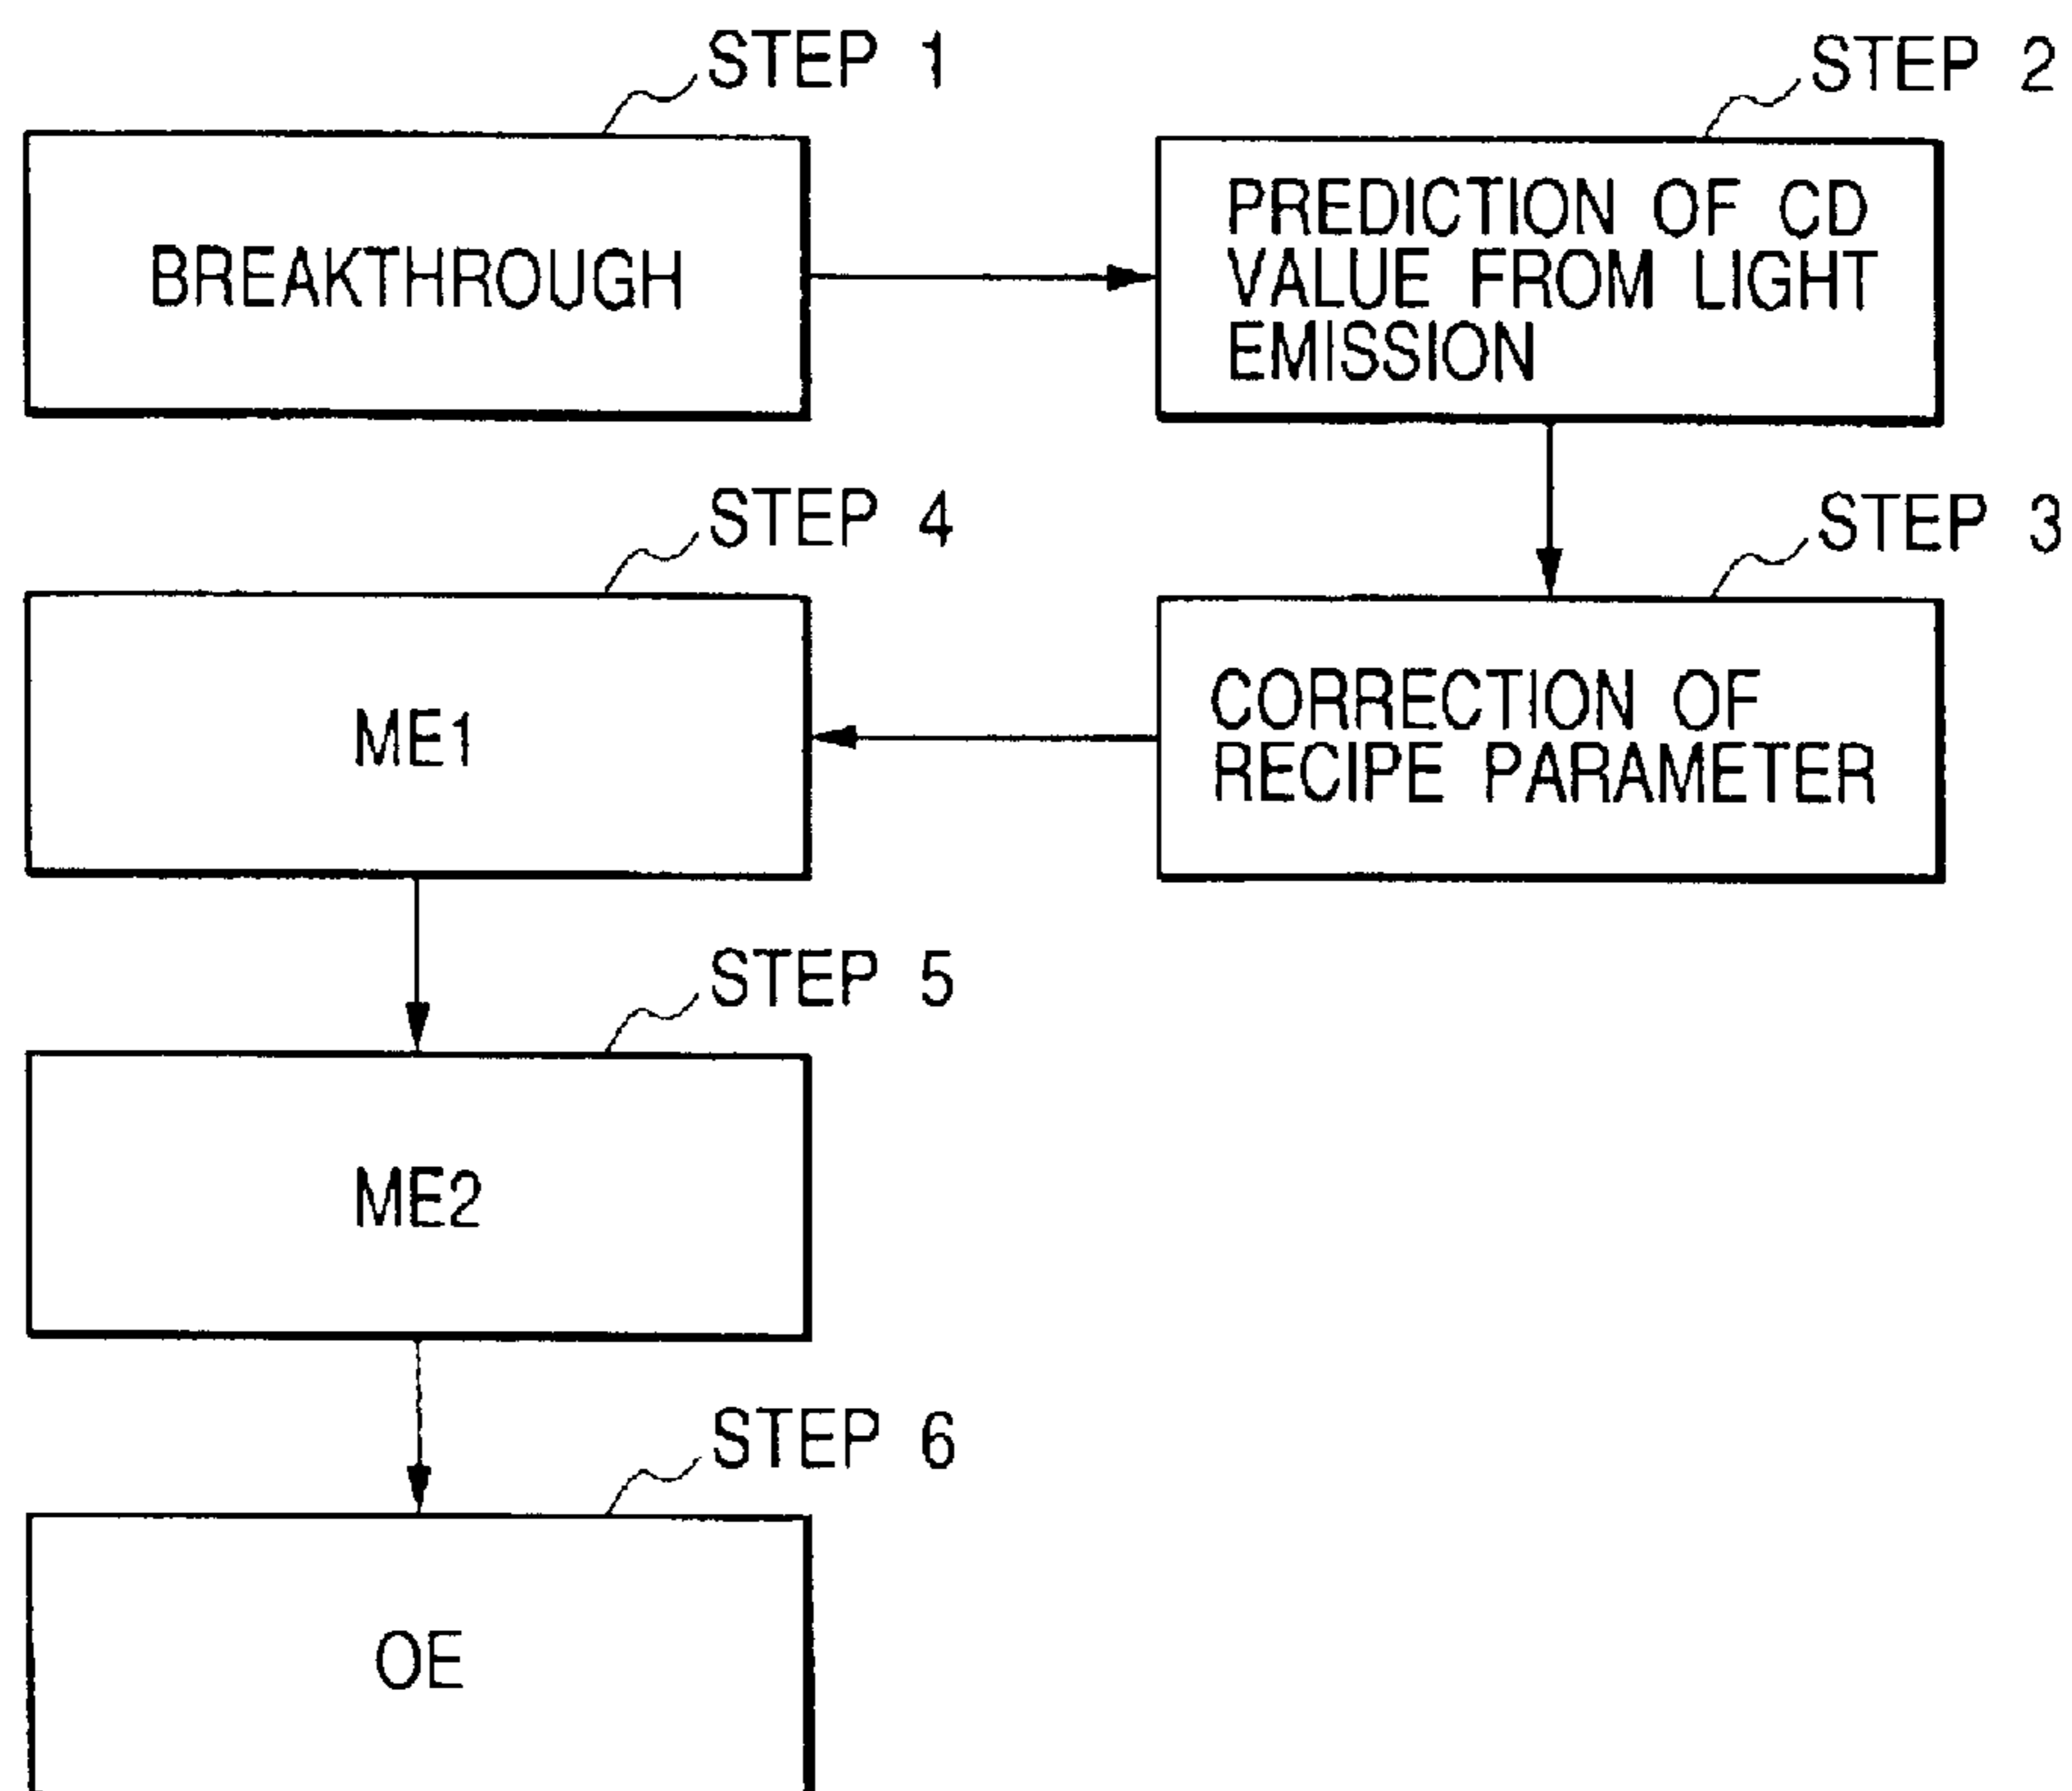 STEP 1
BREAKTHROUGH
STEP 2
PREDICTION OF CD
VALUE FROM LIGHT
EMISSION
STEP 3
CORRECTION OF
RECIPE PARAMETER
STEP 4
ME1
STEP 5
ME2
STEP 6
OE